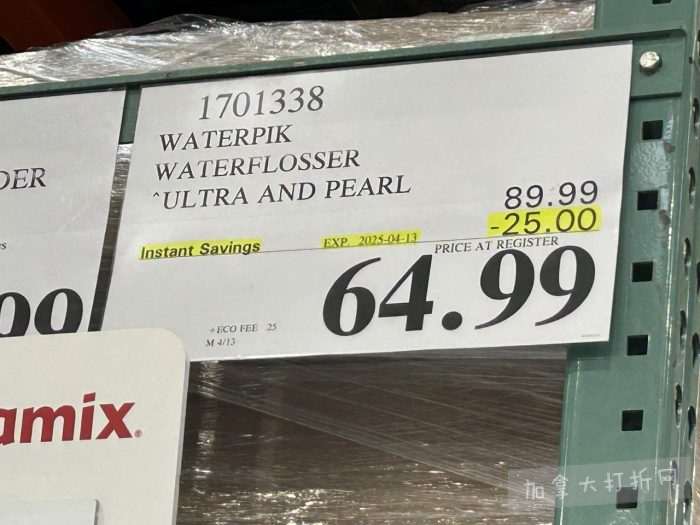 1701338
WATERPIK
WATERFLOSSER
^ULTRA AND PEARL
89.99
-25.00
Instant Savings EXP. 2025-04-13
PRICE AT REGISTER
64.99
+ECO FEE 25
M 4/13
DER
00
amix
加拿大打折网